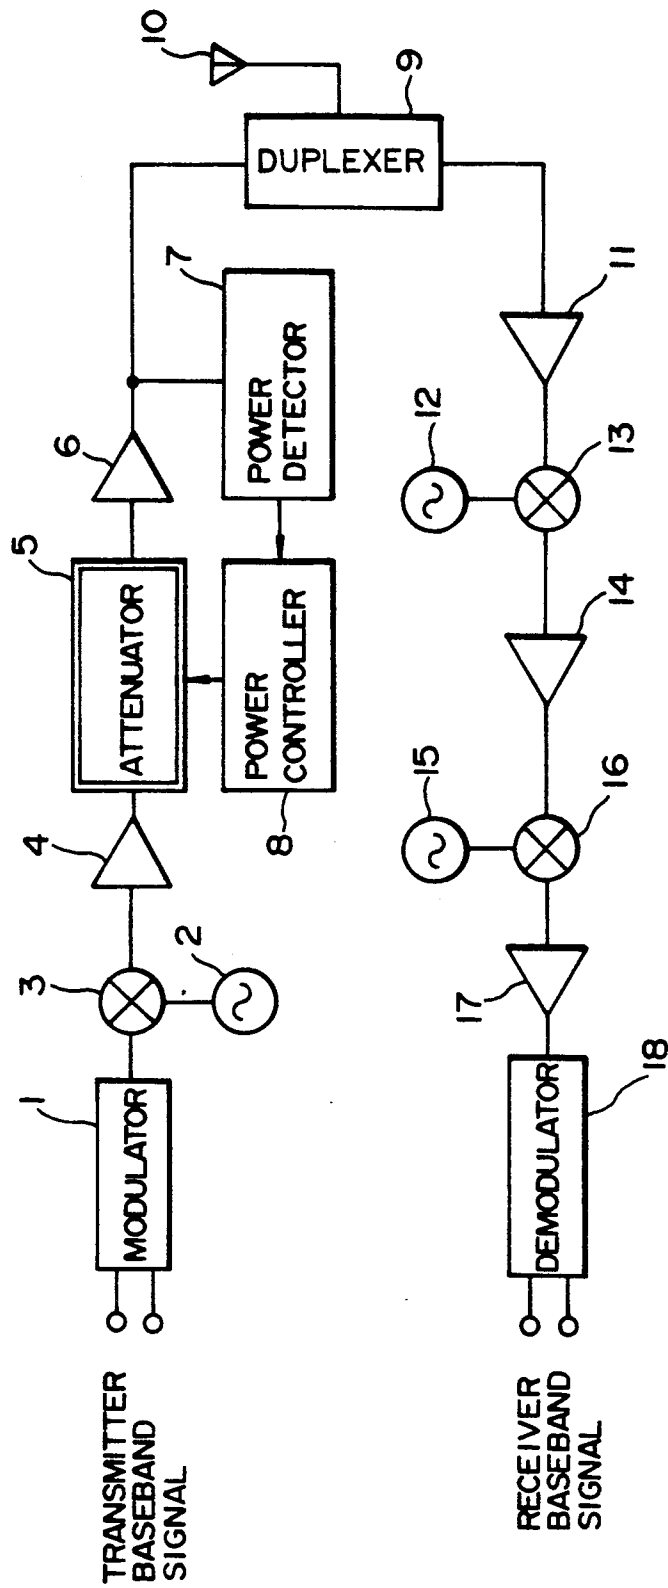 TRANSMITTER
BASEBAND
SIGNAL
1
MODULATOR
3
2
4
5
ATTENUATOR
6
POWER
CONTROLLER
8
7
POWER
DETECTOR
10
9
DUPLEXER
RECEIVER
BASEBAND
SIGNAL
DEMODULATOR
18
17
15
16
14
12
13
11